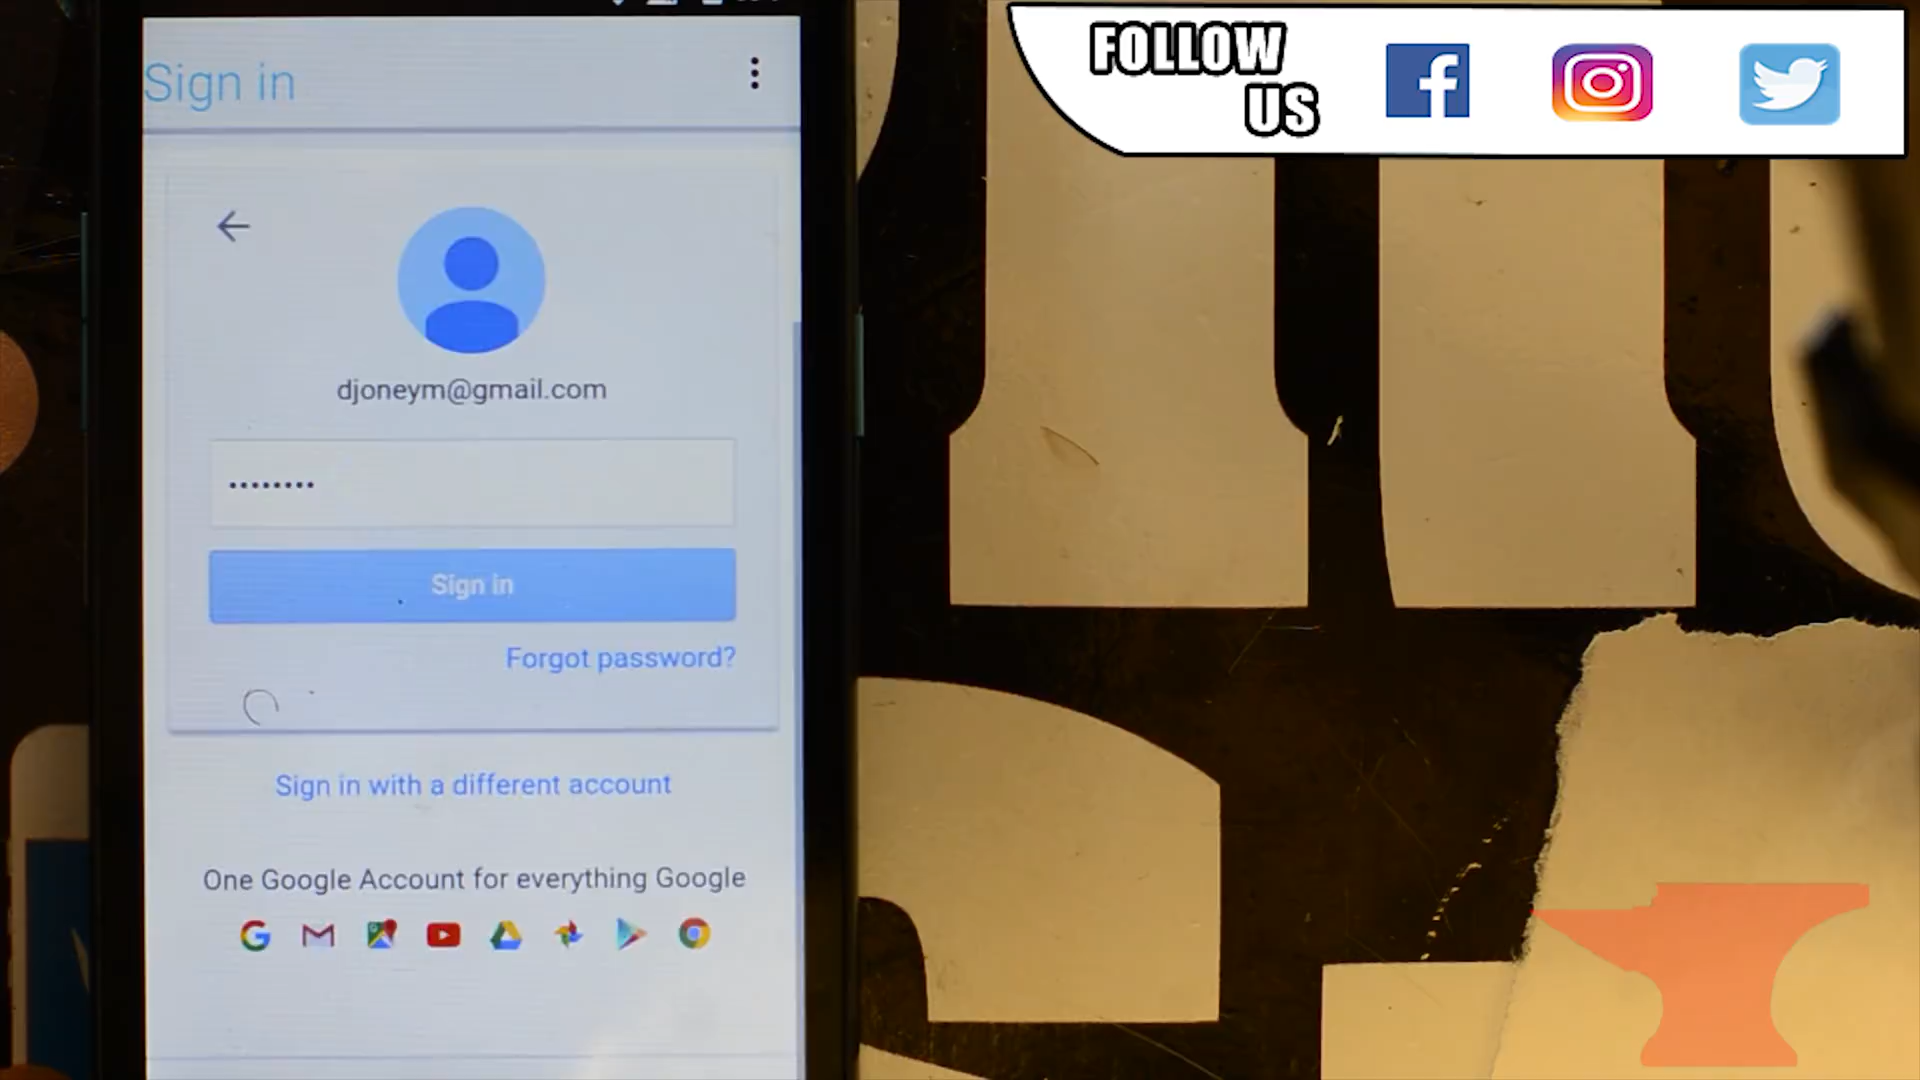 Sign in
djoneym@gmail.com
••••••••
Sign in
Forgot password?
Sign in with a different account
One Google Account for everything Google
FOLLOW
US